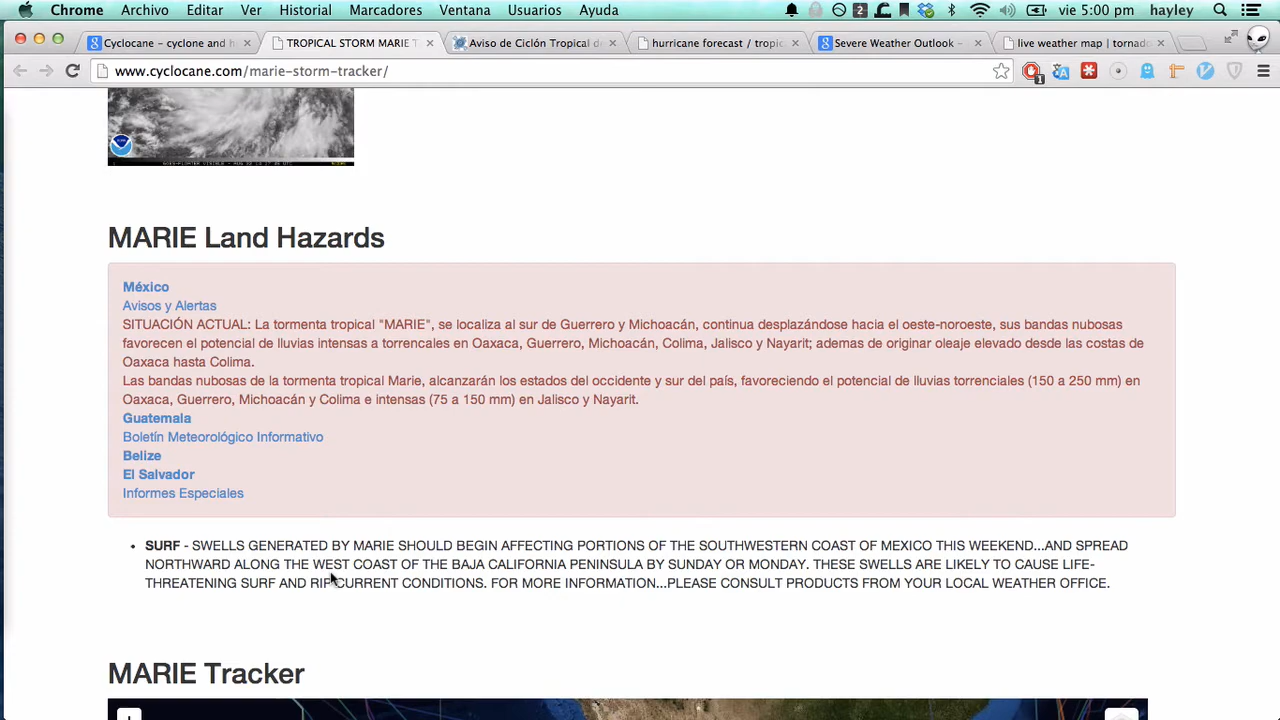 Chrome Archivo Editar Ver Historial Marcadores Ventana Usuarios Ayuda 2 vie 5:00 pm hayley
Cyclocane – cyclone and h TROPICAL STORM MARIE T Aviso de Ciclón Tropical de hurricane forecast / tropic Severe Weather Outlook – live weather map | tornado
www.cyclocane.com/marie-storm-tracker/ 1
MARIE Land Hazards
México
Avisos y Alertas
SITUACIÓN ACTUAL: La tormenta tropical "MARIE", se localiza al sur de Guerrero y Michoacán, continua desplazándose hacia el oeste-noroeste, sus bandas nubosas
favorecen el potencial de lluvias intensas a torrenciales en Oaxaca, Guerrero, Michoacán, Colima, Jalisco y Nayarit; ademas de originar oleaje elevado desde las costas de
Oaxaca hasta Colima.
Las bandas nubosas de la tormenta tropical Marie, alcanzarán los estados del occidente y sur del país, favoreciendo el potencial de lluvias torrenciales (150 a 250 mm) en
Oaxaca, Guerrero, Michoacán y Colima e intensas (75 a 150 mm) en Jalisco y Nayarit.
Guatemala
Boletín Meteorológico Informativo
Belize
El Salvador
Informes Especiales
• SURF - SWELLS GENERATED BY MARIE SHOULD BEGIN AFFECTING PORTIONS OF THE SOUTHWESTERN COAST OF MEXICO THIS WEEKEND...AND SPREAD
NORTHWARD ALONG THE WEST COAST OF THE BAJA CALIFORNIA PENINSULA BY SUNDAY OR MONDAY. THESE SWELLS ARE LIKELY TO CAUSE LIFE-
THREATENING SURF AND RIP CURRENT CONDITIONS. FOR MORE INFORMATION...PLEASE CONSULT PRODUCTS FROM YOUR LOCAL WEATHER OFFICE.
MARIE Tracker